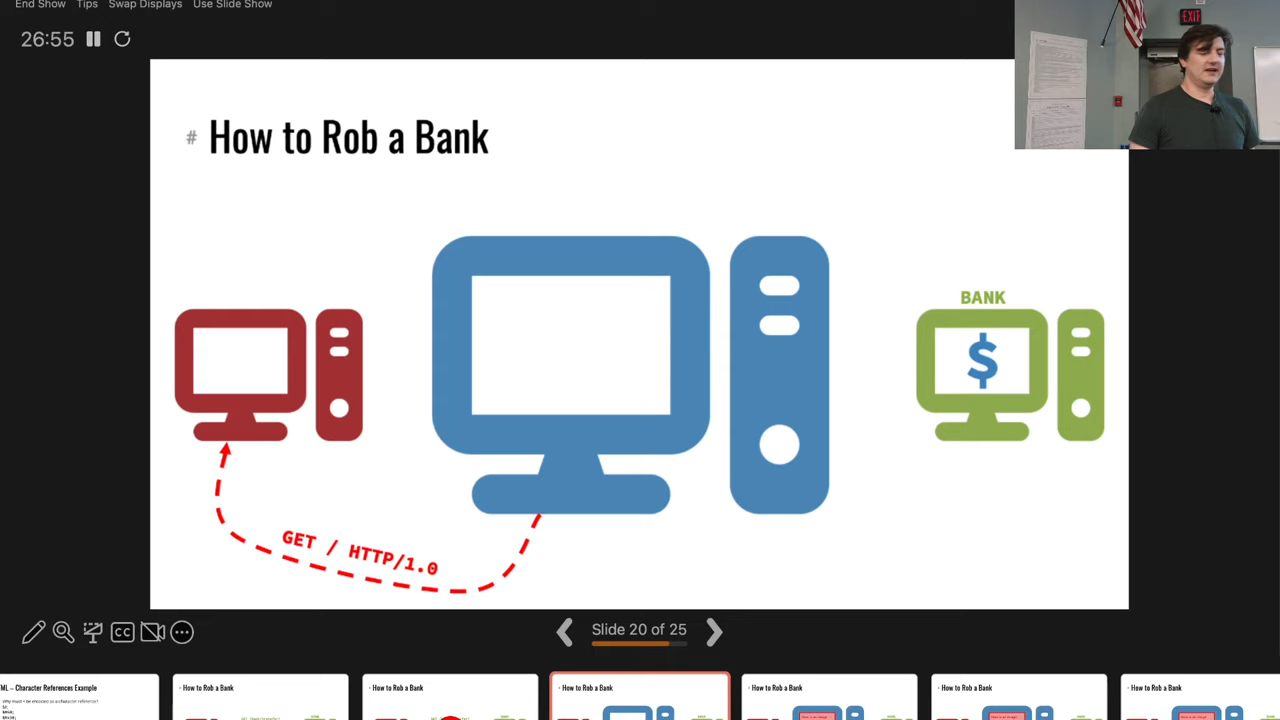 End Show Tips Swap Displays Use Slide Show
26:55
EXIT
# How to Rob a Bank
BANK
$
GET / HTTP/1.0
CC
Slide 20 of 25
ML – Character References Example
How to Rob a Bank
How to Rob a Bank
How to Rob a Bank
How to Rob a Bank
How to Rob a Bank
How to Rob a Bank